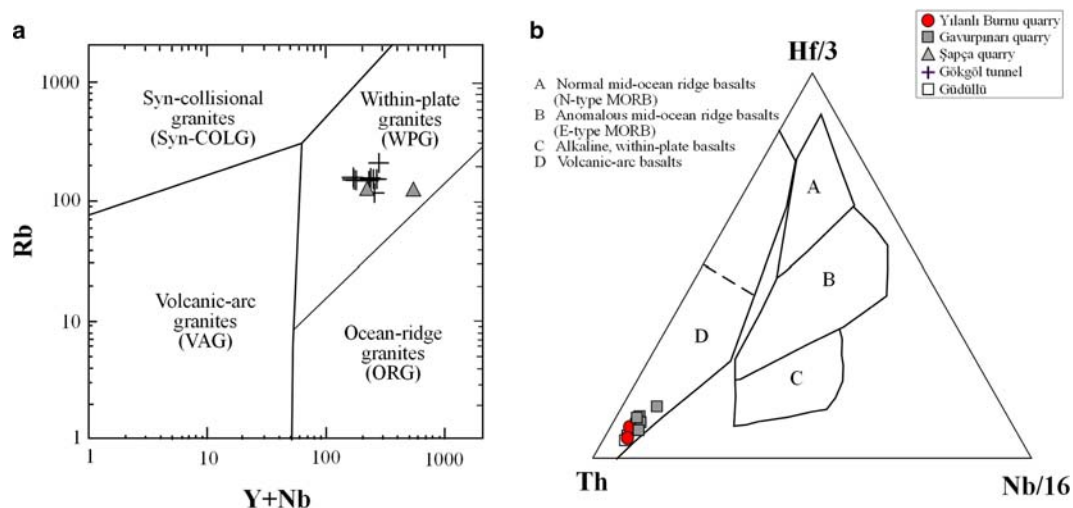 a
1000
100
10
1
1
10
100
1000
Rb
Y+Nb
Syn-collisional
granites
(Syn-COLG)
Within-plate
granites
(WPG)
Volcanic-arc
granites
(VAG)
Ocean-ridge
granites
(ORG)
b
Hf/3
Yılanlı Burnu quarry
Gavurpınarı quarry
Şapça quarry
Gökgöl tunnel
Güdüllü
A Normal mid-ocean ridge basalts
(N-type MORB)
B Anomalous mid-ocean ridge basalts
(E-type MORB)
C Alkaline, within-plate basalts
D Volcanic-arc basalts
A
B
D
C
Th
Nb/16